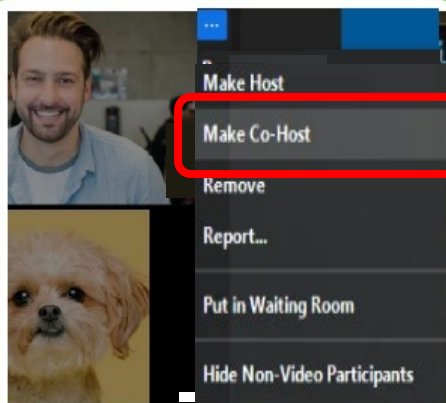 ...
Make Host
Make Co-Host
Remove
Report...
Put in Waiting Room
Hide Non-Video Participants